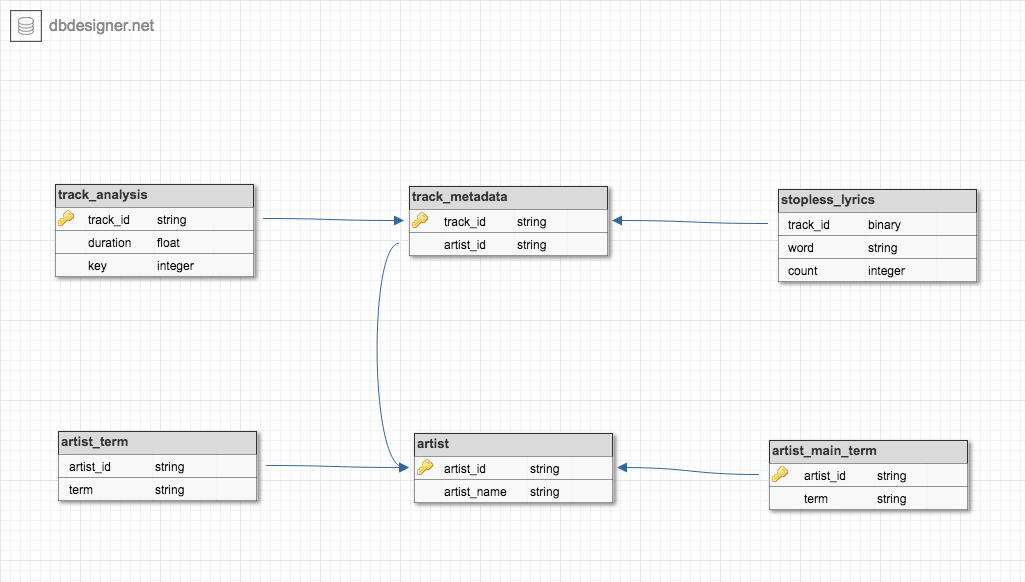 dbdesigner.net
track_analysis
track_id string
duration float
key integer
track_metadata
track_id string
artist_id string
stopless_lyrics
track_id binary
word string
count integer
artist_term
artist_id string
term string
artist
artist_id string
artist_name string
artist_main_term
artist_id string
term string